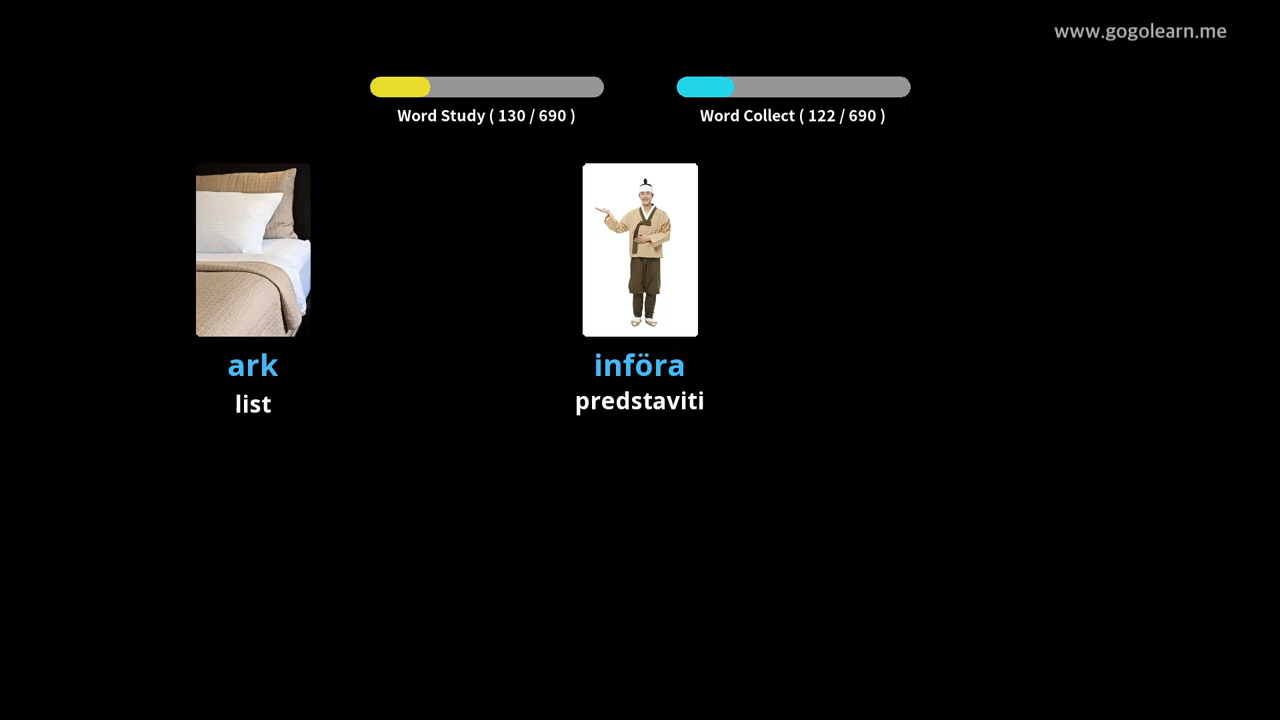 www.gogolearn.me
Word Study ( 130 / 690 )
Word Collect ( 122 / 690 )
ark
list
införa
predstaviti